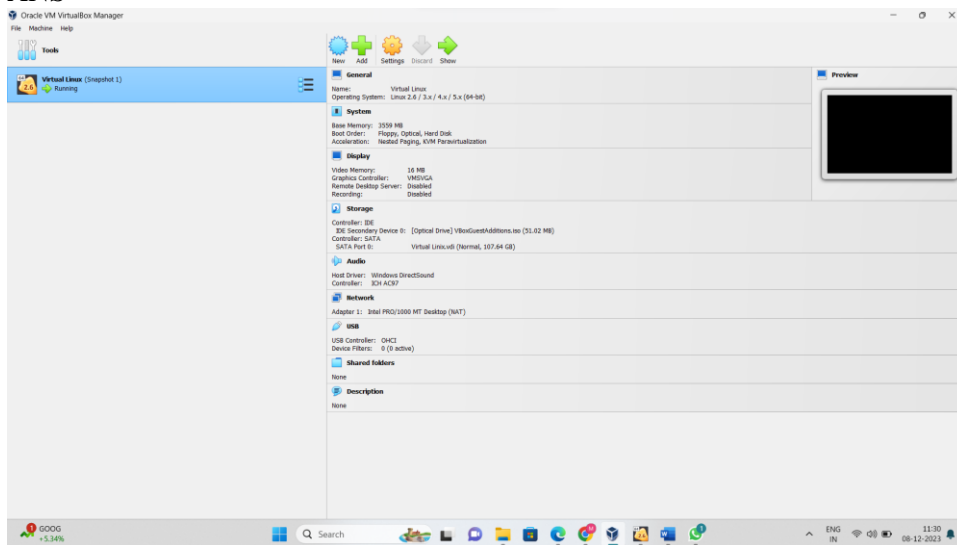 Oracle VM VirtualBox Manager
File Machine Help
Tools
New Add Settings Discard Show
Virtual Linux (Snapshot 1)
Running
General
Name: Virtual Linux
Operating System: Linux 2.6 / 3.x / 4.x / 5.x (64-bit)
System
Base Memory: 3559 MB
Boot Order: Floppy, Optical, Hard Disk
Acceleration: Nested Paging, KVM Paravirtualization
Display
Video Memory: 16 MB
Graphics Controller: VMSVGA
Remote Desktop Server: Disabled
Recording: Disabled
Storage
Controller: IDE
IDE Secondary Device 0: [Optical Drive] VBoxGuestAdditions.iso (51.02 MB)
Controller: SATA
SATA Port 0: Virtual Linix.vdi (Normal, 107.64 GB)
Audio
Host Driver: Windows DirectSound
Controller: ICH AC97
Network
Adapter 1: Intel PRO/1000 MT Desktop (NAT)
USB
USB Controller: OHCI
Device Filters: 0 (0 active)
Shared folders
None
Description
None
Preview
1
GOOG
+5.34%
Search
ENG
IN
11:30
08-12-2023